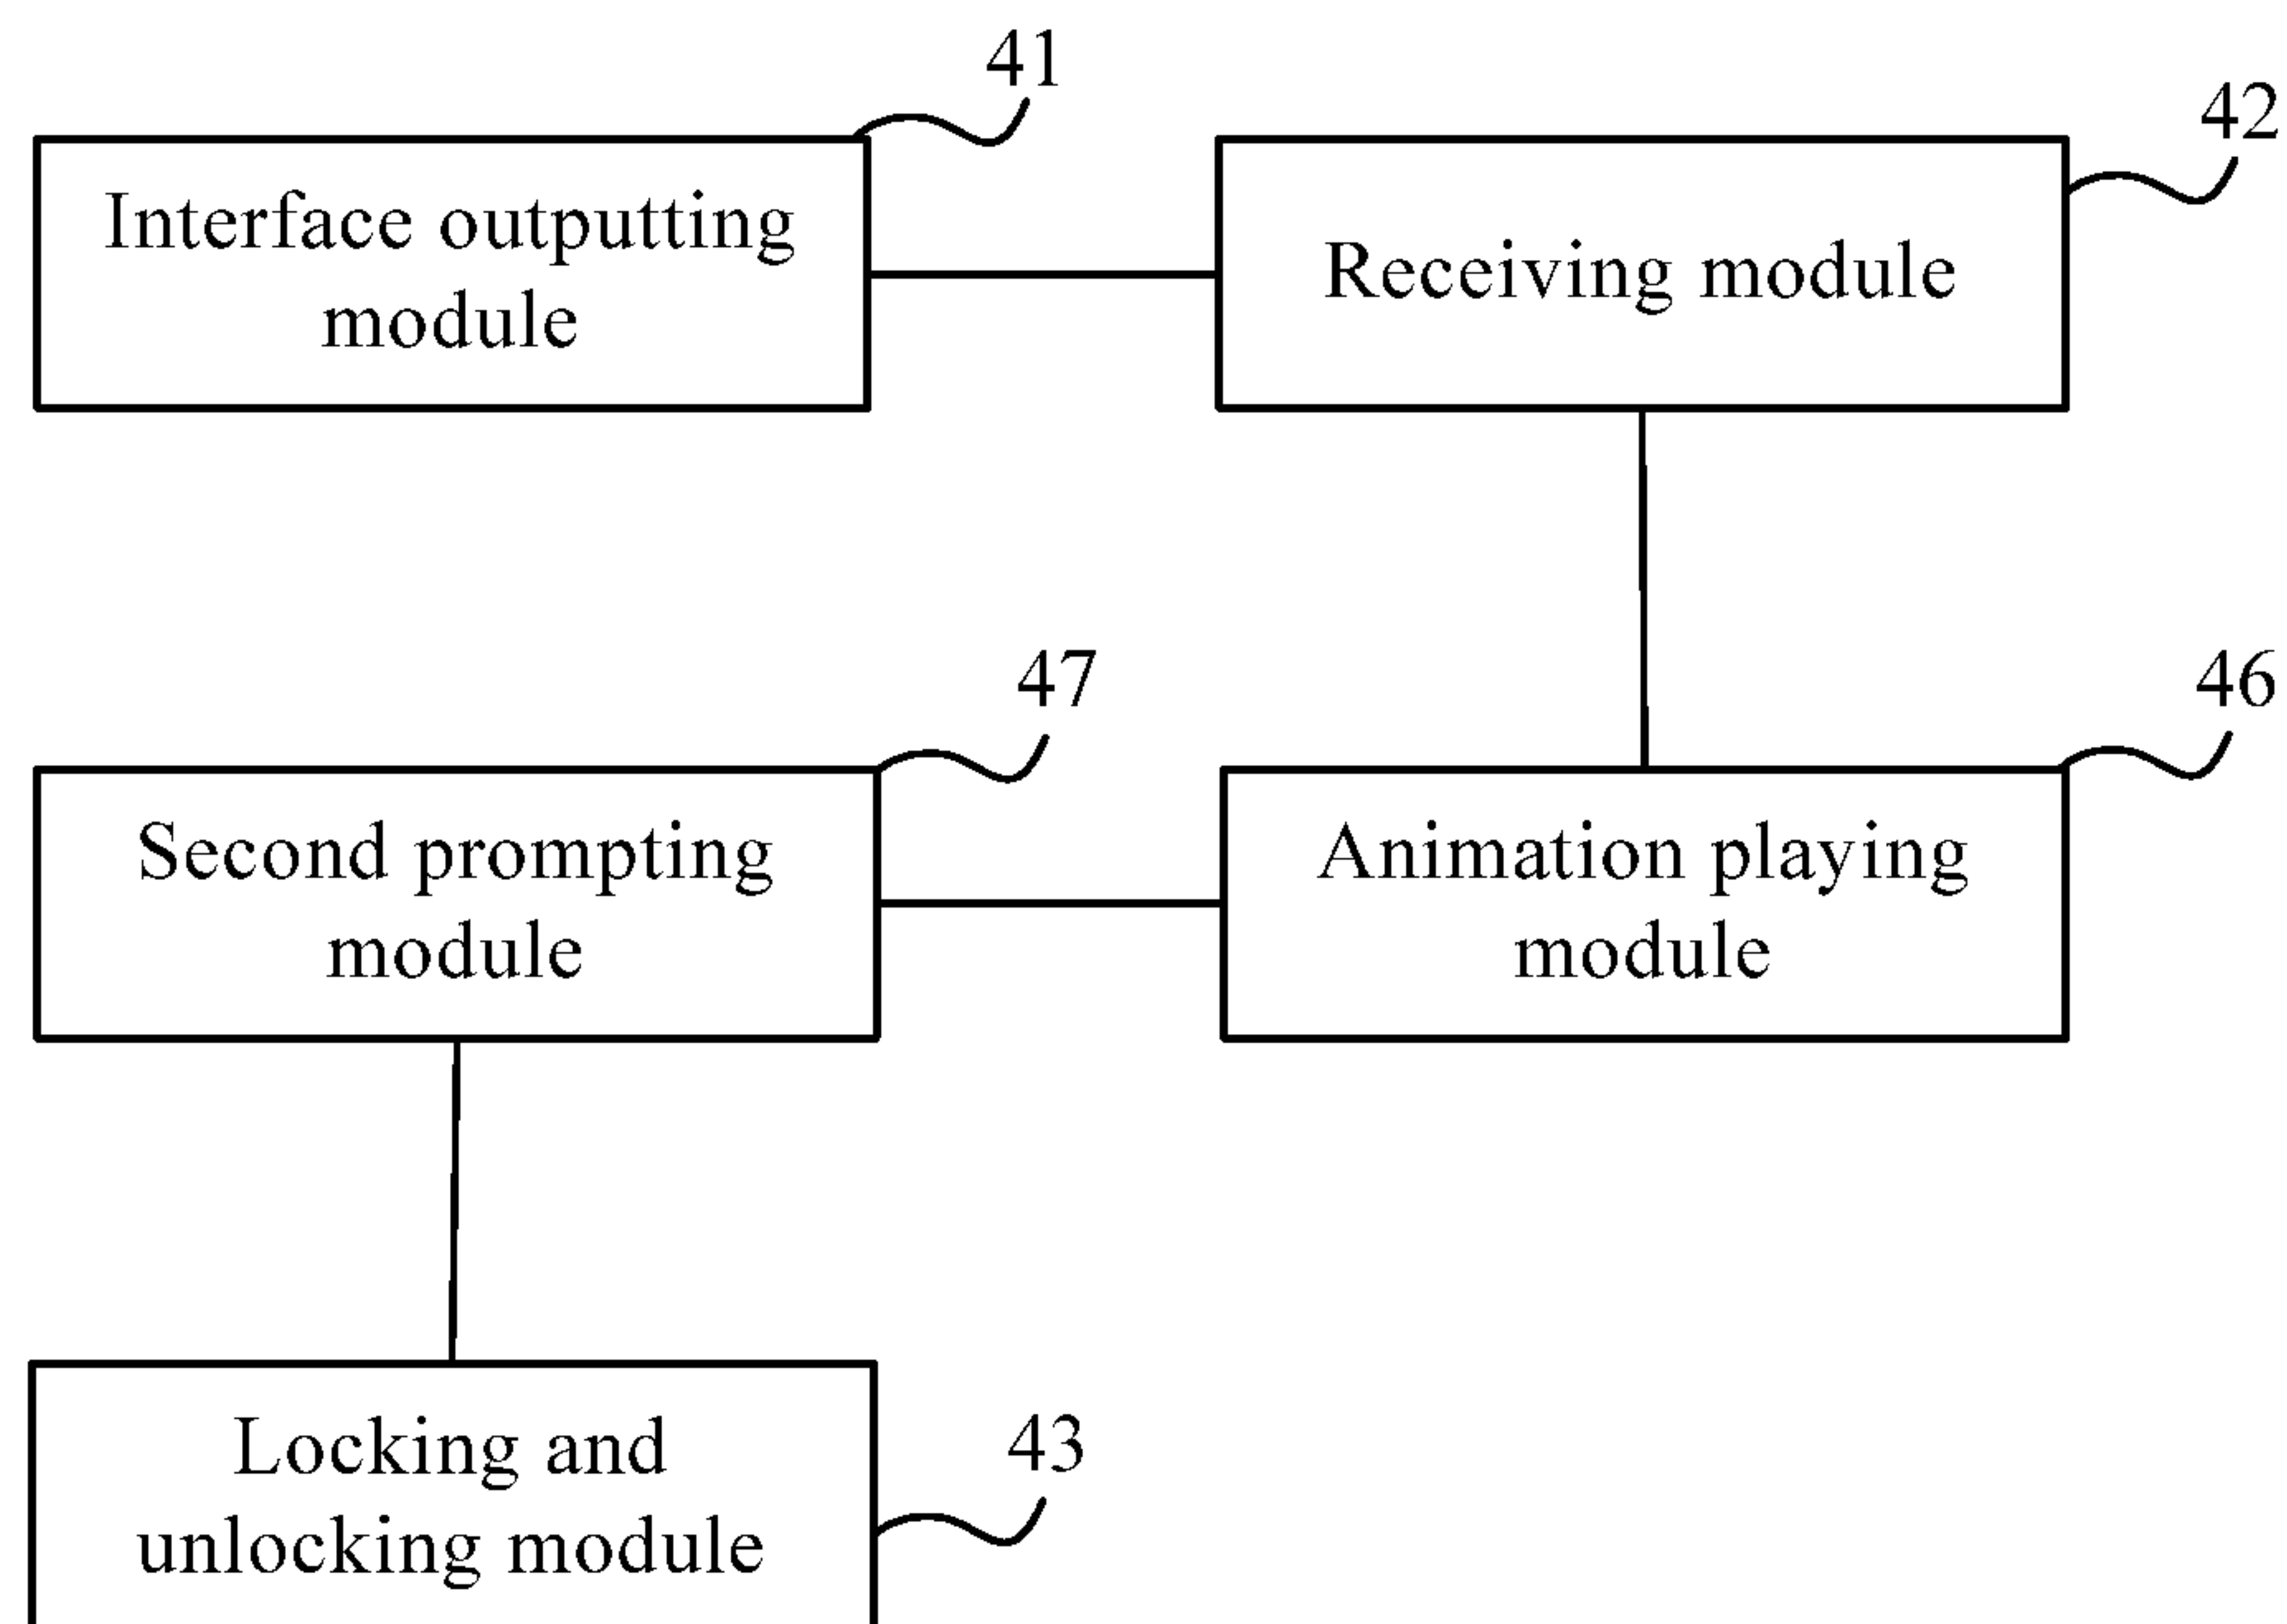 41
42
Interface outputting
module
Receiving module
47
46
Second prompting
module
Animation playing
module
43
Locking and
unlocking module